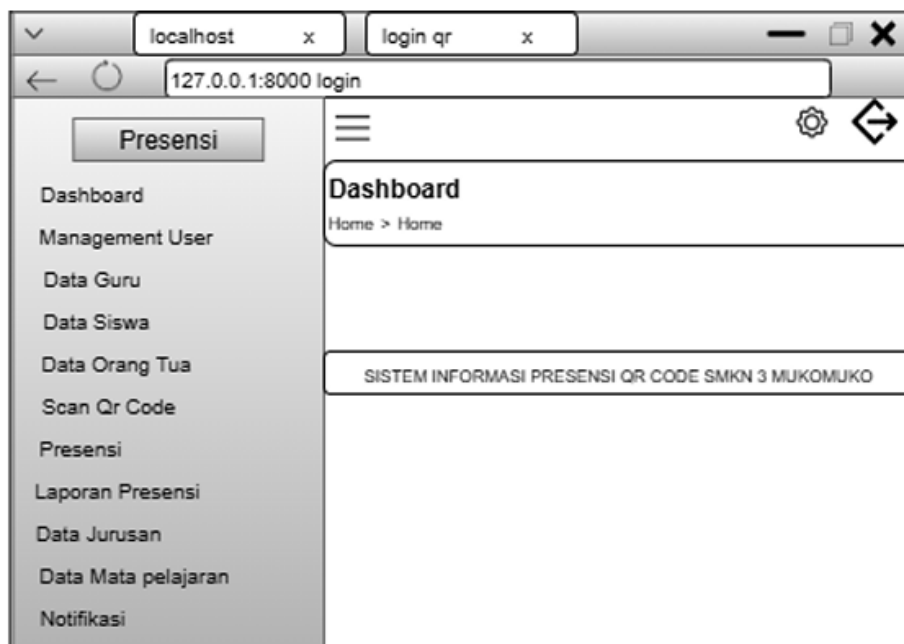 localhost x login qr x
127.0.0.1:8000 login
Presensi
Dashboard
Management User
Data Guru
Data Siswa
Data Orang Tua
Scan Qr Code
Presensi
Laporan Presensi
Data Jurusan
Data Mata pelajaran
Notifikasi
Dashboard
Home > Home
SISTEM INFORMASI PRESENSI QR CODE SMKN 3 MUKOMUKO